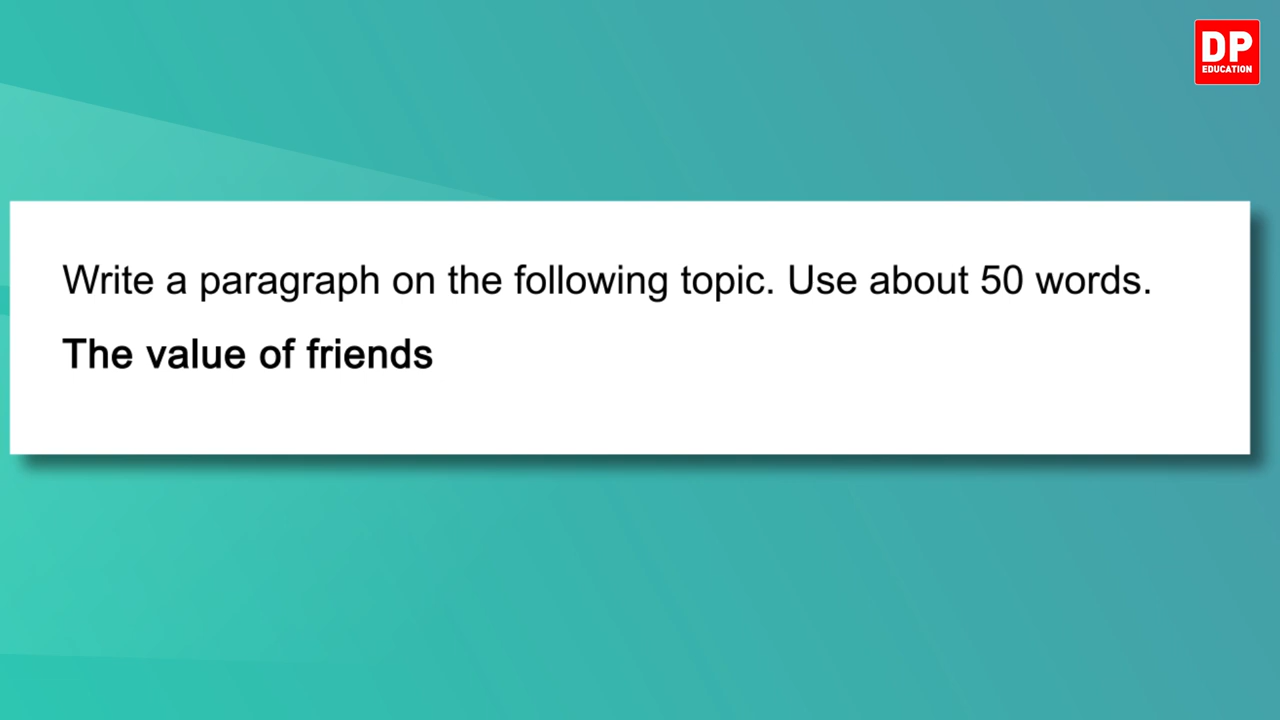 DP
EDUCATION
Write a paragraph on the following topic. Use about 50 words.
The value of friends